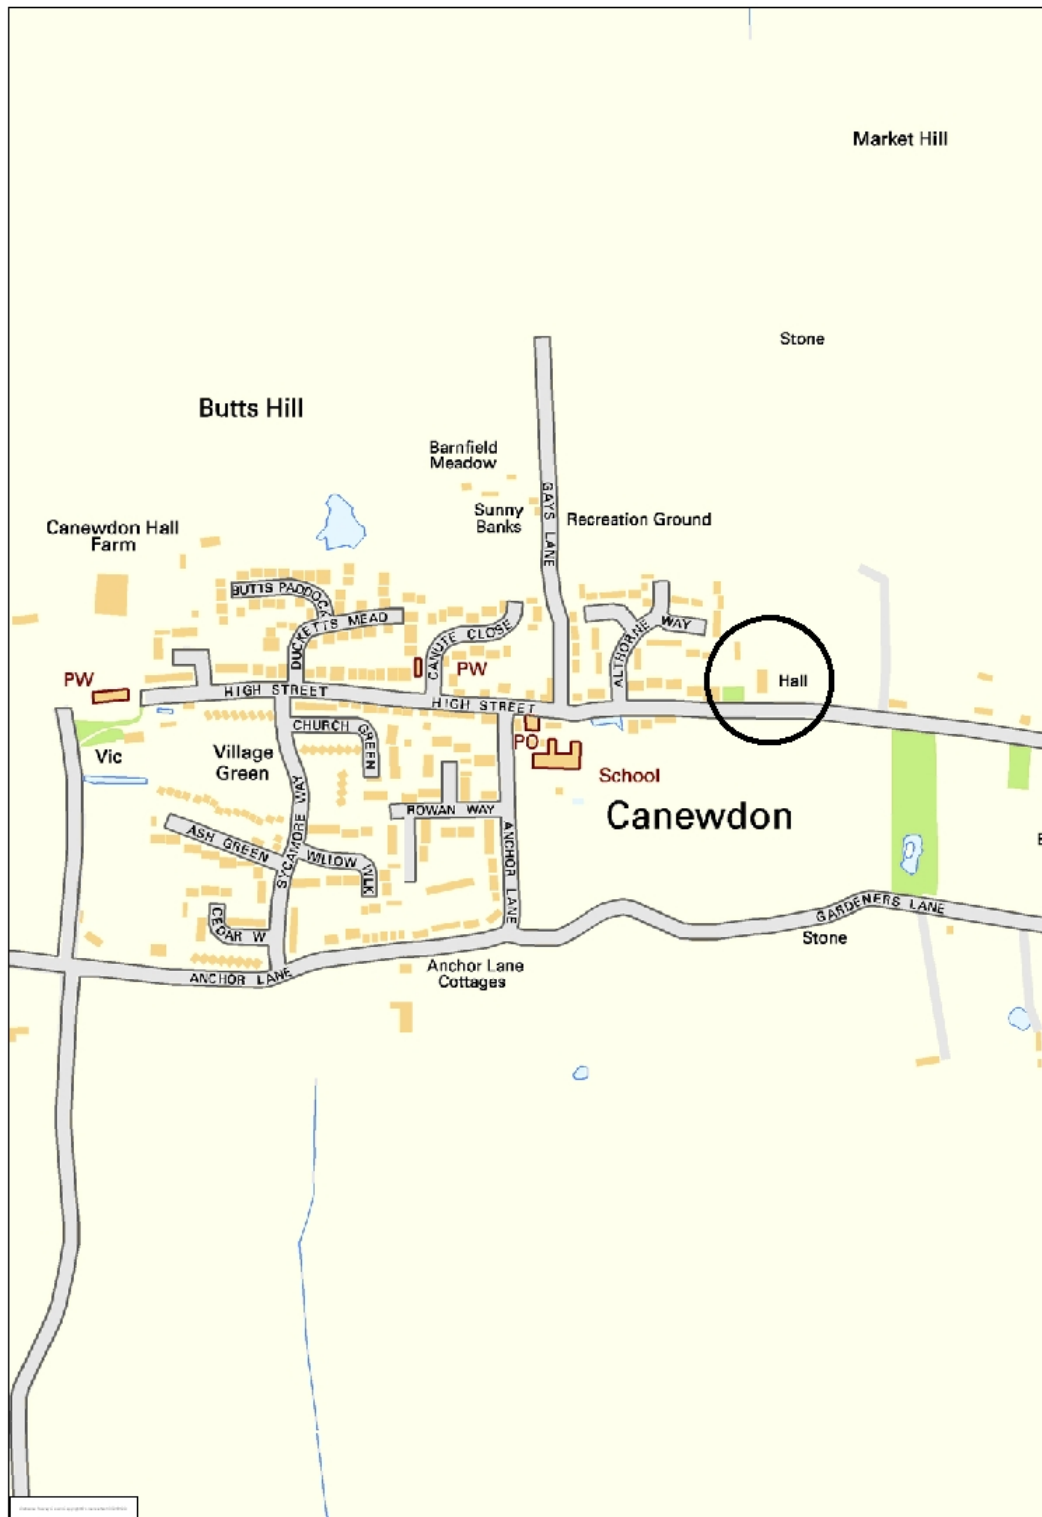 Market Hill
Stone
Butts Hill
Barnfield
Meadow
Sunny
Banks
GAYS LANE
Recreation Ground
Canewdon Hall
Farm
BUTTS PADDOCK
DUCKETTS MEAD
CANUTE CLOSE
ALTHORNE WAY
PW
PW
Hall
HIGH STREET
HIGH STREET
CHURCH GREEN
PO
Vic
Village
Green
School
Canewdon
SYCAMORE WAY
ROWAN WAY
ASH GREEN
WILLOW WLK
ANCHOR LANE
CEDAR W
GARDENERS LANE
Stone
ANCHOR LANE
Anchor Lane
Cottages